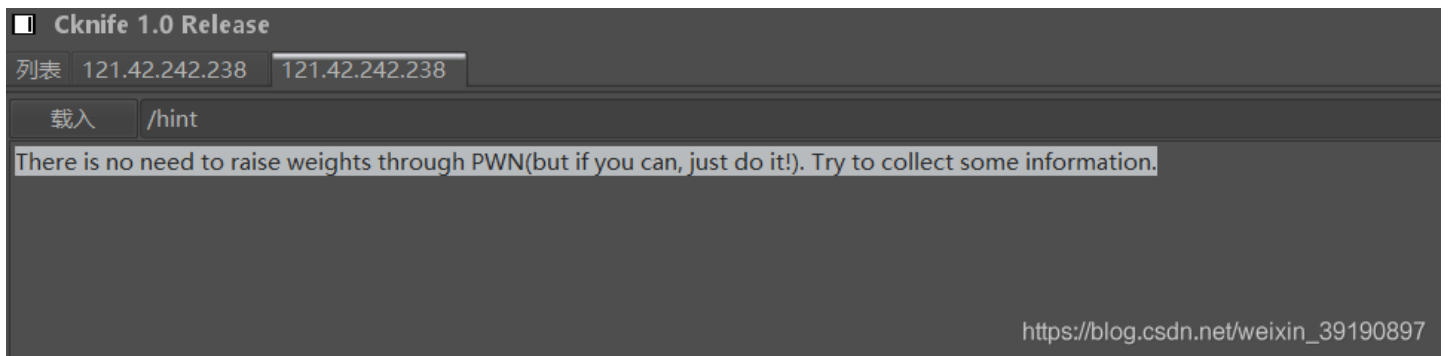 Cknife 1.0 Release
列表 121.42.242.238 121.42.242.238
载入 /hint
There is no need to raise weights through PWN(but if you can, just do it!). Try to collect some information.
https://blog.csdn.net/weixin_39190897